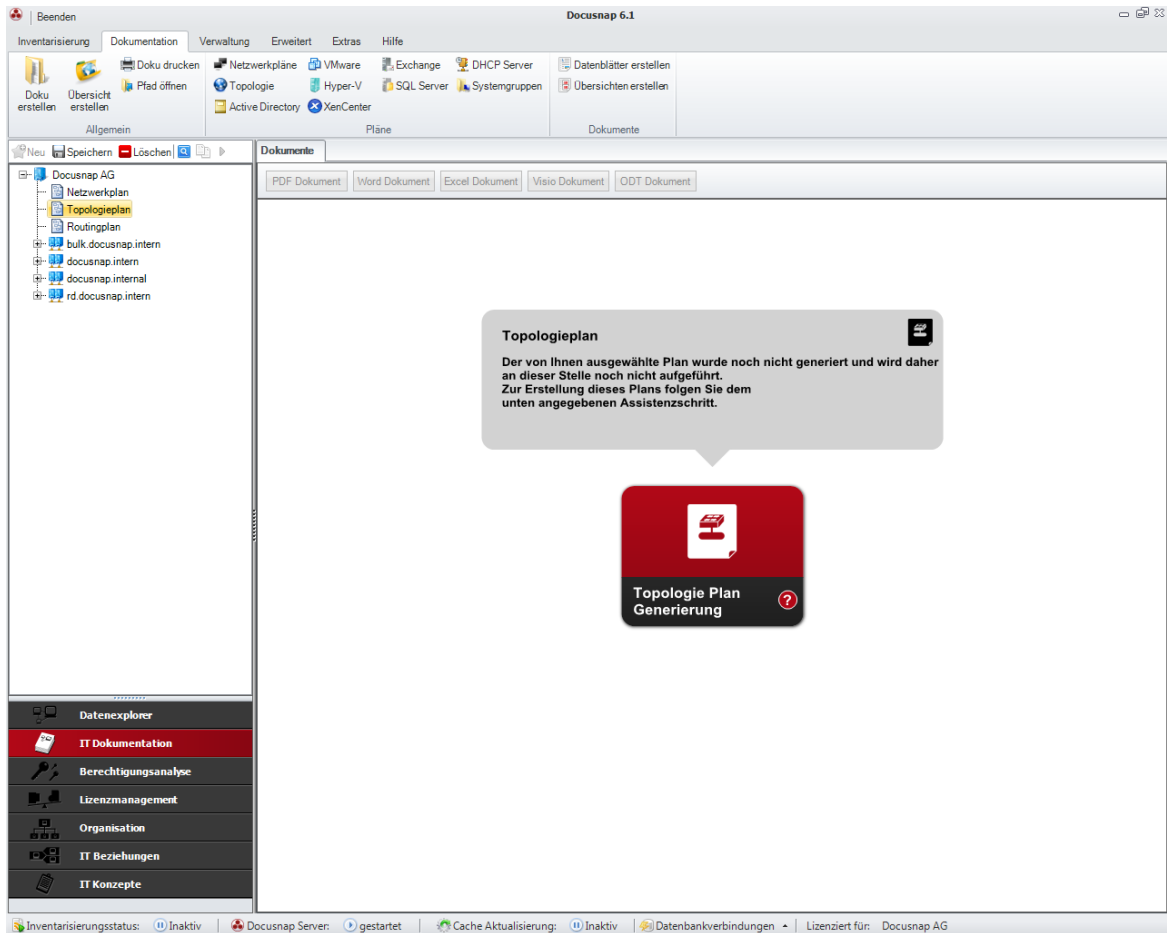 Beenden
Docusnap 6.1
Inventarisierung Dokumentation Verwaltung Erweitert Extras Hilfe
Doku erstellen
Übersicht erstellen
Doku drucken
Pfad öffnen
Allgemein
Netzwerkpläne VMware Exchange DHCP Server
Topologie Hyper-V SQL Server Systemgruppen
Active Directory XenCenter
Pläne
Datenblätter erstellen
Übersichten erstellen
Dokumente
Neu Speichern Löschen
Docusnap AG
Netzwerkplan
Topologieplan
Routingplan
bulk.docusnap.intern
docusnap.intern
docusnap.internal
rd.docusnap.intern
Dokumente
PDF Dokument Word Dokument Excel Dokument Visio Dokument ODT Dokument
Topologieplan
Der von Ihnen ausgewählte Plan wurde noch nicht generiert und wird daher
an dieser Stelle noch nicht aufgeführt.
Zur Erstellung dieses Plans folgen Sie dem
unten angegebenen Assistenzschritt.
Topologie Plan
Generierung
?
Datenexplorer
IT Dokumentation
Berechtigungsanalyse
Lizenzmanagement
Organisation
IT Beziehungen
IT Konzepte
Inventarisierungsstatus: Inaktiv Docusnap Server: gestartet Cache Aktualisierung: Inaktiv Datenbankverbindungen Lizenziert für: Docusnap AG